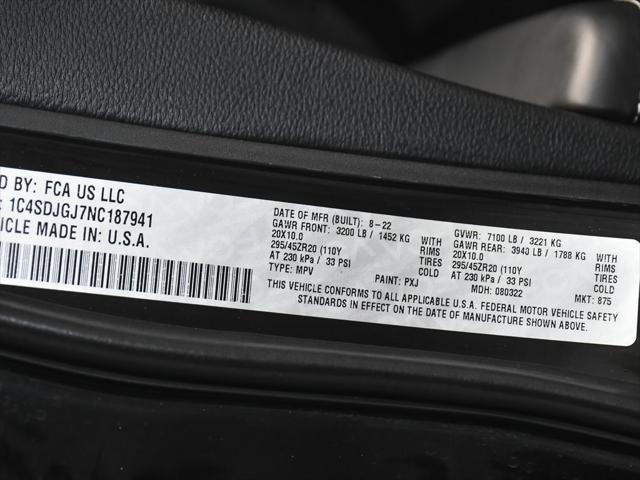 D BY: FCA US LLC
: 1C4SDJGJ7NC187941
EHICLE MADE IN U.S.A.
DATE OF MFR (BUILT): 8-22 GVWR: 7100 LB / 3221 KG
GAWR FRONT: 3200 LB / 1452 KG WITH GAWR REAR: 3940 LB / 1788 KG WITH
20X10.0 RIMS 20X10.0 RIMS
295/45ZR20 (110Y TIRES 295/45ZR20 (110Y TIRES
AT 230 kPa / 33 PSI COLD AT 230 kPa / 33 PSI COLD
TYPE: MPV PAINT: PXJ MDH: 080322 MKT: 875
THIS VEHICLE CONFORMS TO ALL APPLICABLE U.S.A. FEDERAL MOTOR VEHICLE SAFETY
STANDARDS IN EFFECT ON THE DATE OF MANUFACTURE SHOWN ABOVE.